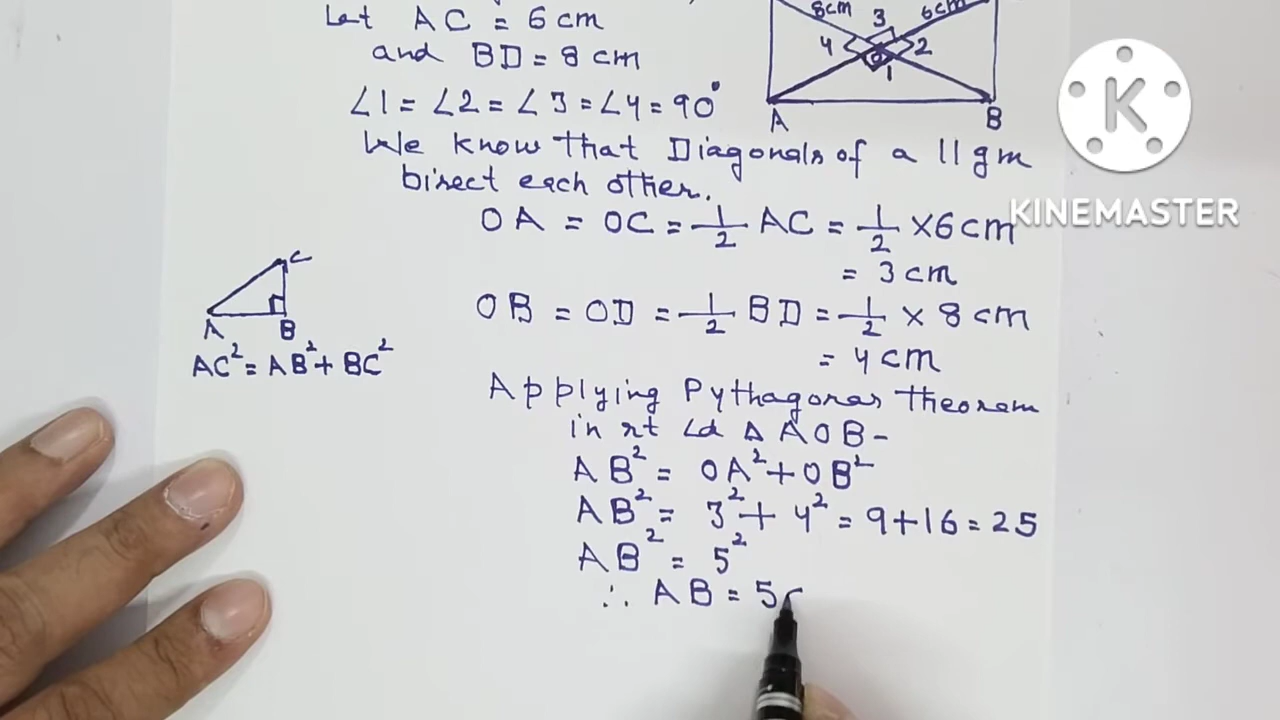 Let AC = 6 cm
and BD = 8 cm
∠1 = ∠2 = ∠3 = ∠4 = 90°
8cm 3 6cm
4 2
O
1
A B
K
KINEMASTER
We know that Diagonals of a || gm
bisect each other.
OA = OC = 1/2 AC = 1/2 × 6 cm
= 3 cm
OB = OD = 1/2 BD = 1/2 × 8 cm
= 4 cm
C
A B
AC² = AB² + BC²
Applying Pythagoras theorem
in rt ∠d Δ AOB -
AB² = OA² + OB²
AB² = 3² + 4² = 9 + 16 = 25
AB² = 5²
∴ AB = 5c